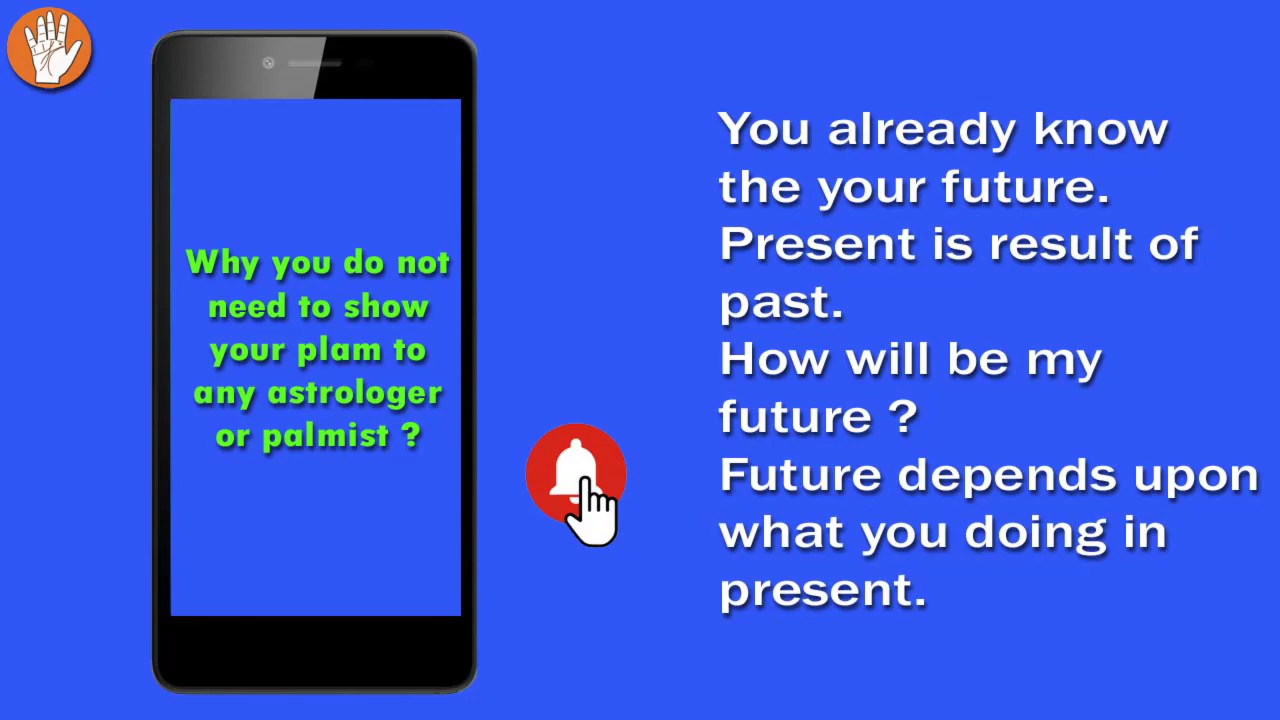 Why you do not
need to show
your plam to
any astrologer
or palmist ?
You already know
the your future.
Present is result of
past.
How will be my
future ?
Future depends upon
what you doing in
present.